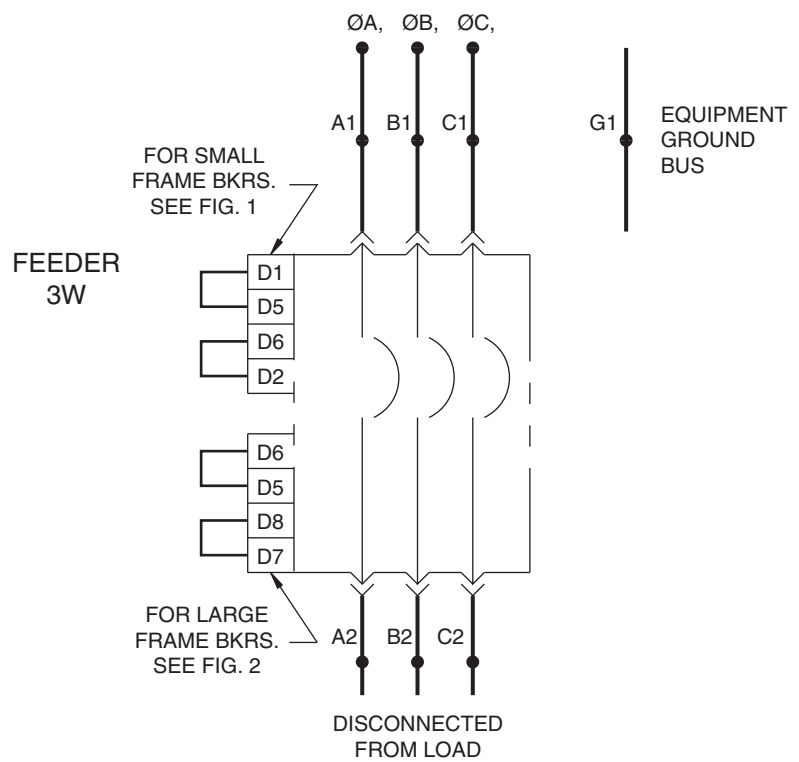 ØA, ØB, ØC,
A1 B1 C1 G1
EQUIPMENT
GROUND
BUS
FOR SMALL
FRAME BKRS.
SEE FIG. 1
FEEDER
3W
D1
D5
D6
D2
D6
D5
D8
D7
FOR LARGE
FRAME BKRS.
SEE FIG. 2
A2 B2 C2
DISCONNECTED
FROM LOAD